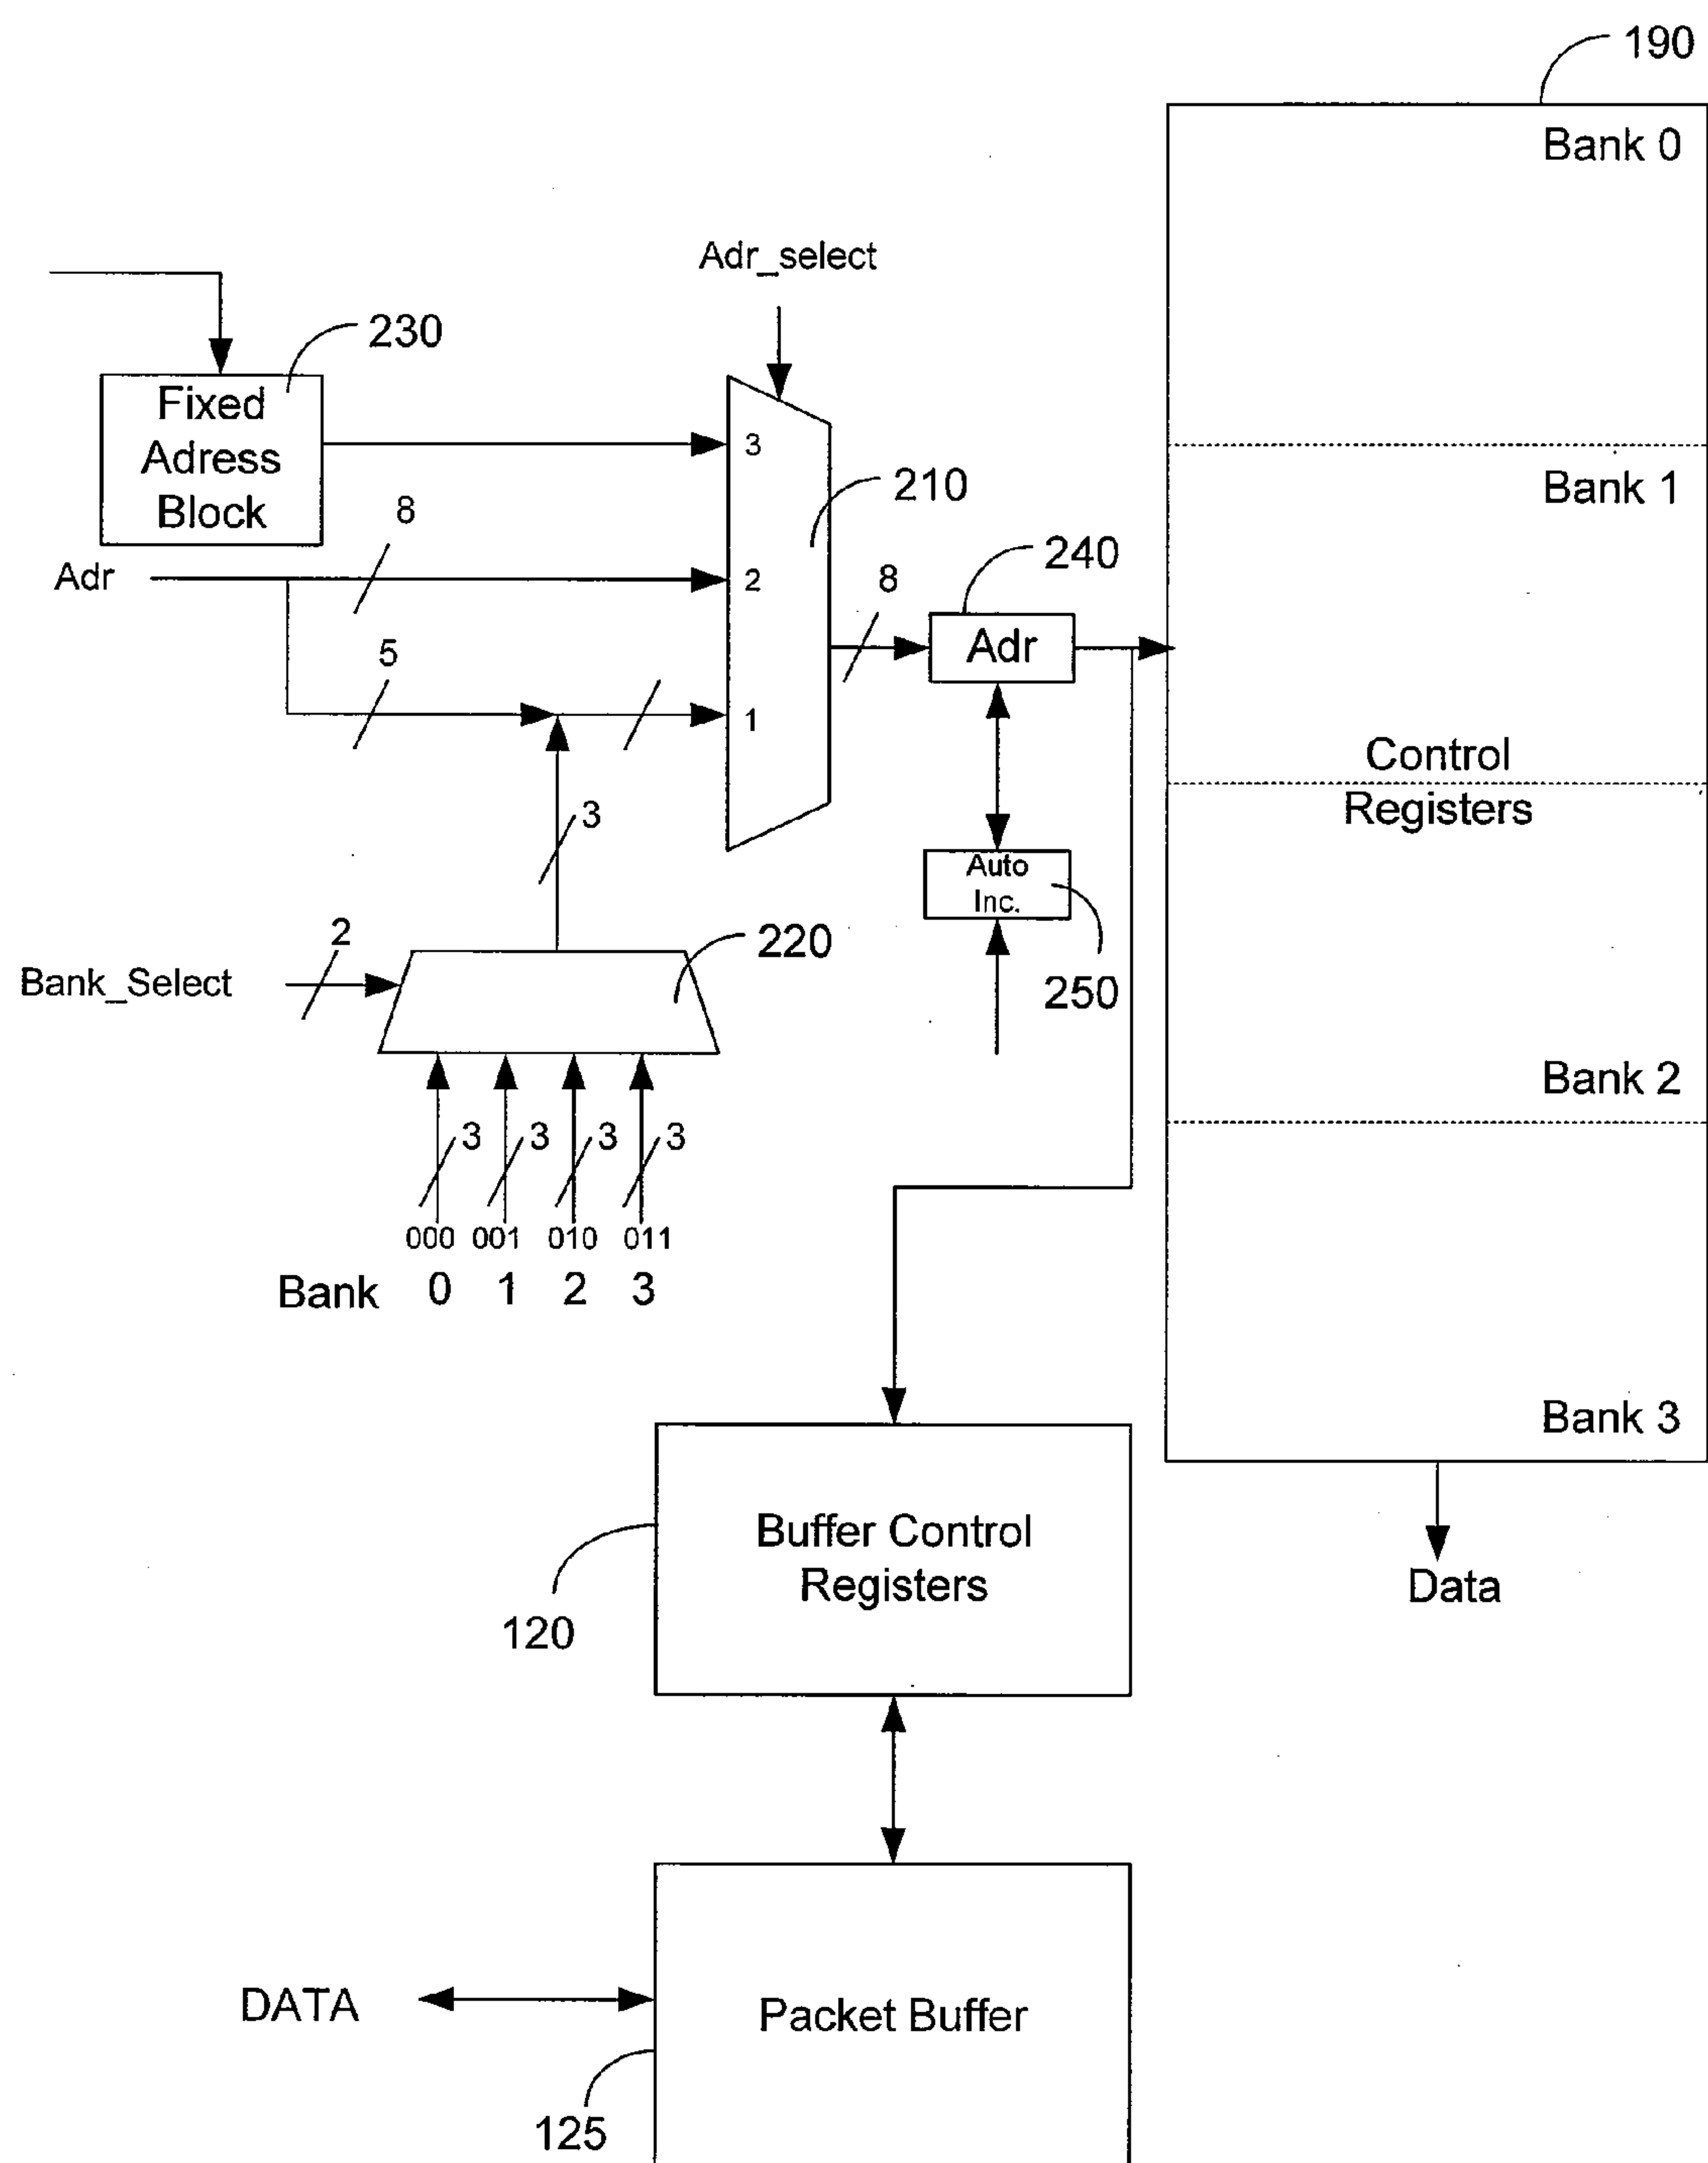 190
Bank 0
Adr_select
230
Fixed
Adress
Block
3
210
Bank 1
8
Adr
2
240
8
Adr
5
1
Control
Registers
3
Auto
Inc.
2
220
Bank_Select
250
Bank 2
3 3 3 3
000 001 010 011
Bank 0 1 2 3
Bank 3
Buffer Control
Registers
Data
120
DATA
Packet Buffer
125